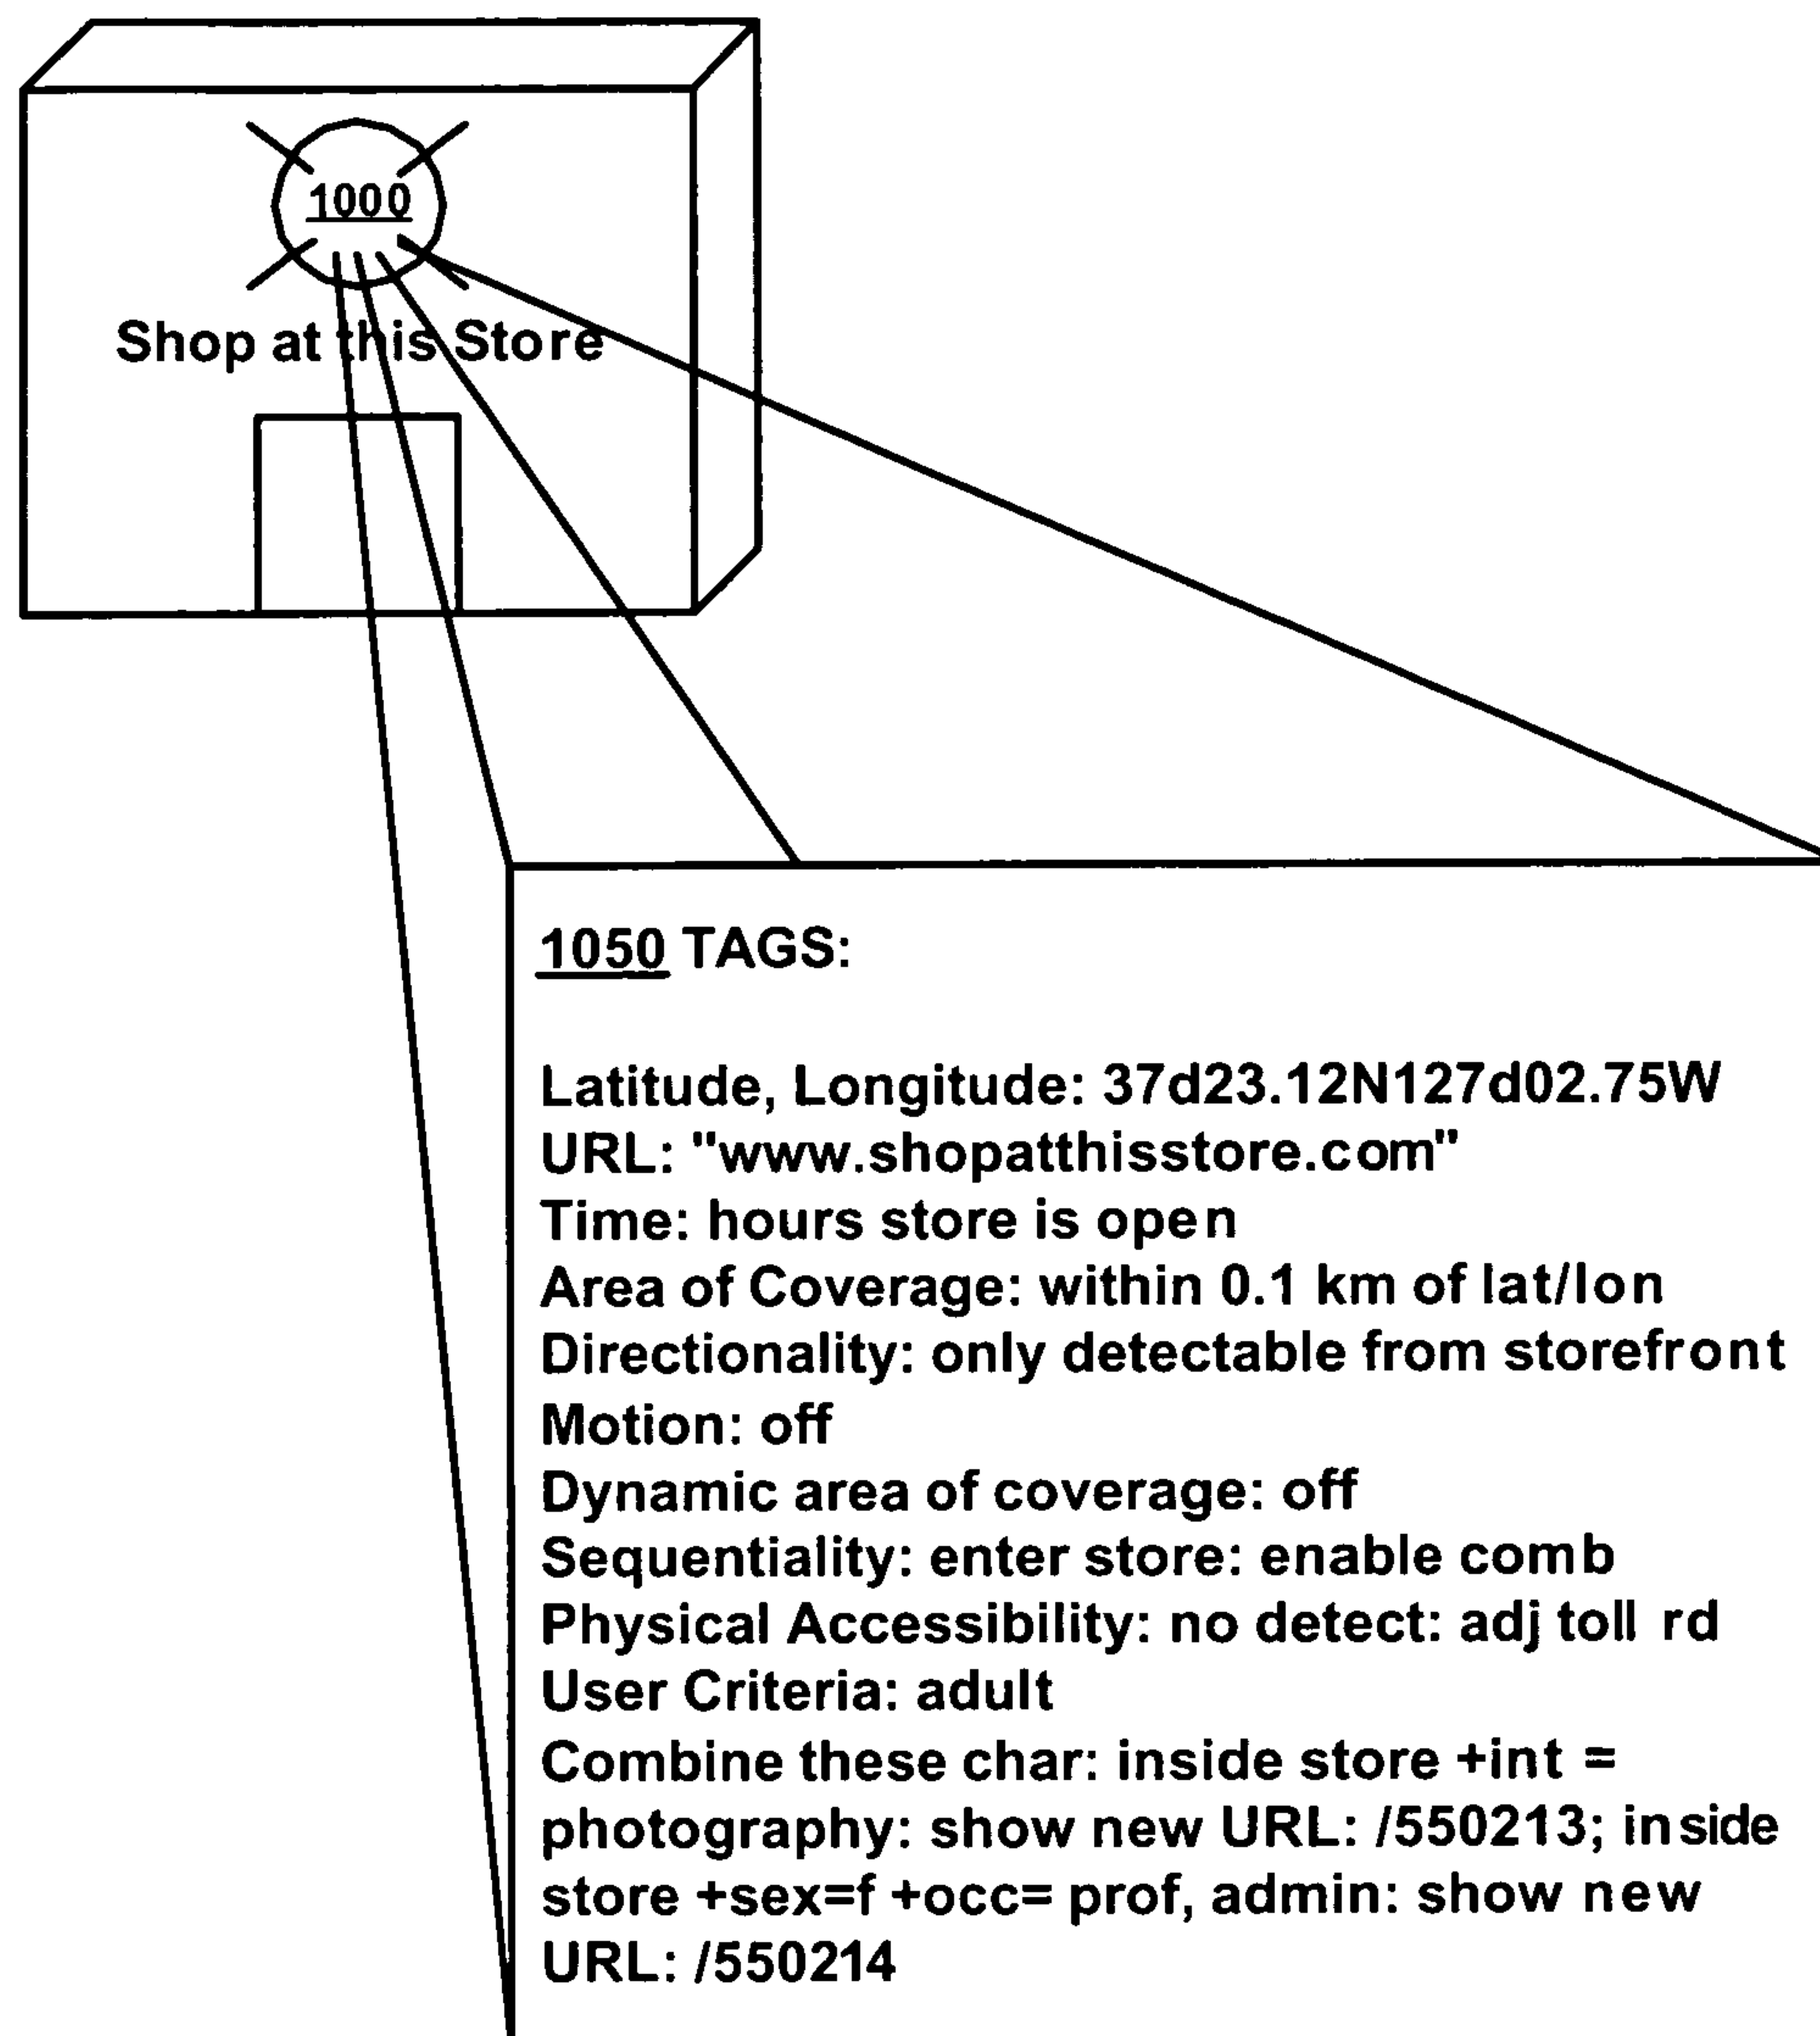 1000
Shop at this Store
1050 TAGS:
Latitude, Longitude: 37d23.12N127d02.75W
URL: "www.shopatthisstore.com"
Time: hours store is open
Area of Coverage: within 0.1 km of lat/lon
Directionality: only detectable from storefront
Motion: off
Dynamic area of coverage: off
Sequentiality: enter store: enable comb
Physical Accessibility: no detect: adj toll rd
User Criteria: adult
Combine these char: inside store +int =
photography: show new URL: /550213; inside
store +sex=f +occ= prof, admin: show new
URL: /550214